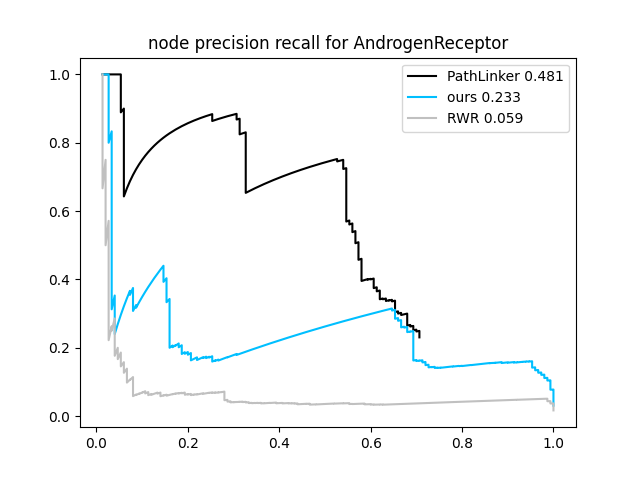 node precision recall for AndrogenReceptor
PathLinker 0.481
ours 0.233
RWR 0.059
1.0
0.8
0.6
0.4
0.2
0.0
0.0 0.2 0.4 0.6 0.8 1.0